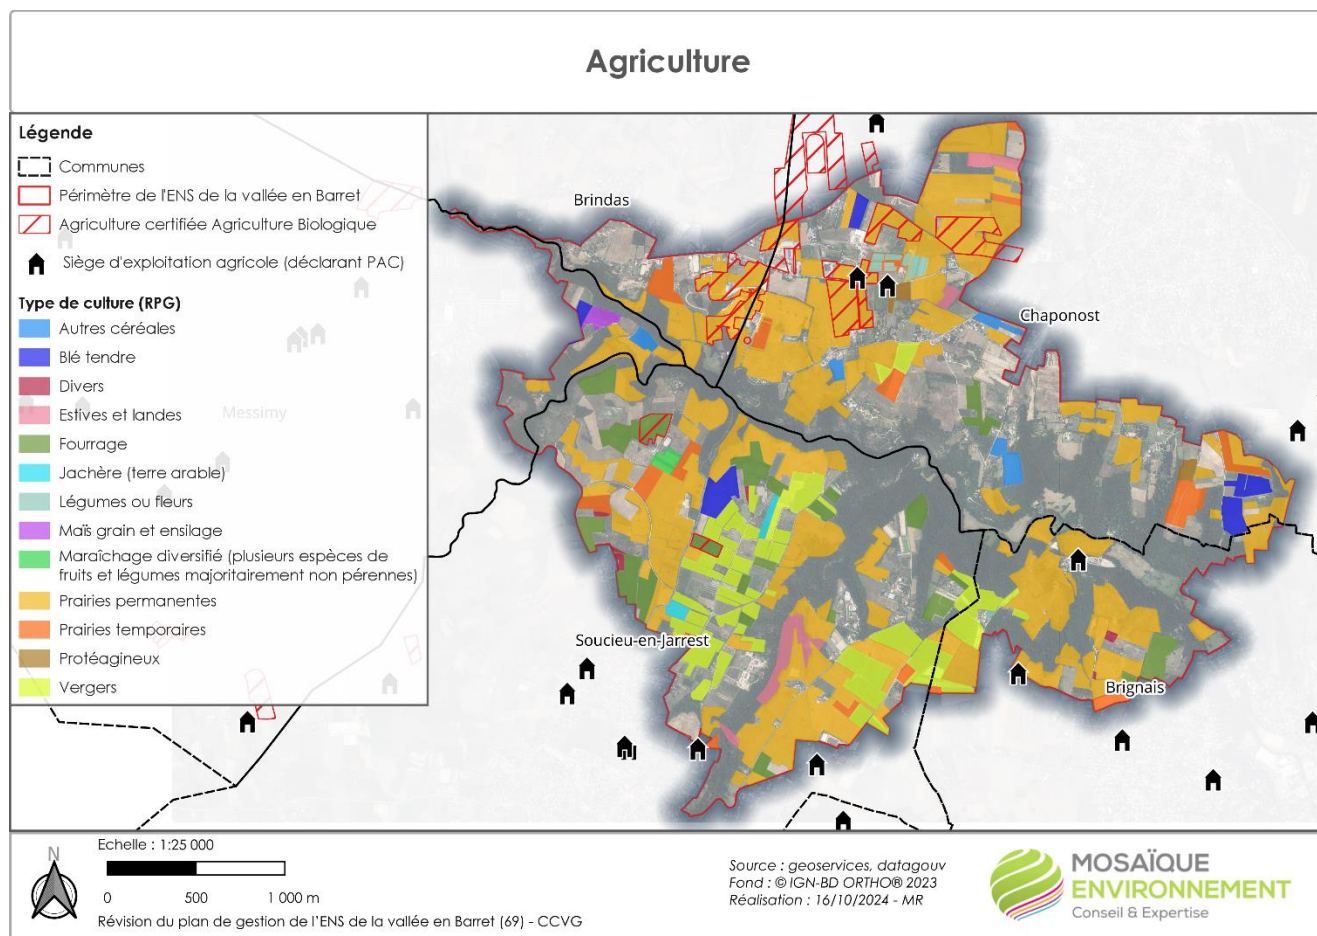 Agriculture
Légende
Communes
Périmètre de l'ENS de la vallée en Barret
Agriculture certifiée Agriculture Biologique
Siège d'exploitation agricole (déclarant PAC)
Type de culture (RPG)
Autres céréales
Blé tendre
Divers
Estives et landes
Fourrage
Jachère (terre arable)
Légumes ou fleurs
Maïs grain et ensilage
Maraîchage diversifié (plusieurs espèces de
fruits et légumes majoritairement non pérennes)
Prairies permanentes
Prairies temporaires
Protéagineux
Vergers
Messimy
Brindas
Chaponost
Soucieu-en-Jarrest
Brignais
N
Echelle : 1:25 000
0 500 1 000 m
Révision du plan de gestion de l'ENS de la vallée en Barret (69) - CCVG
Source : geoservices, datagouv
Fond : © IGN-BD ORTHO® 2023
Réalisation : 16/10/2024 - MR
MOSAÏQUE
ENVIRONNEMENT
Conseil & Expertise